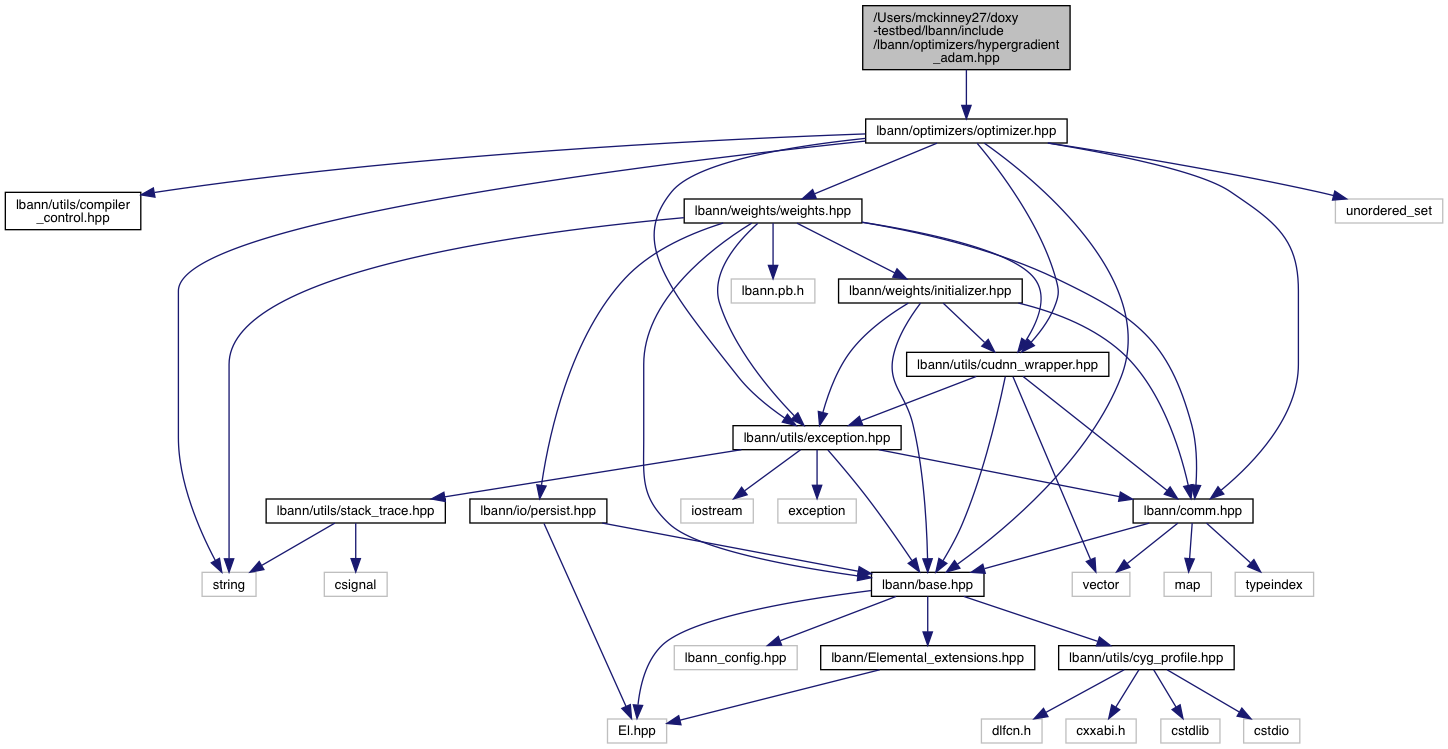 /Users/mckinney27/doxy
-testbed/lbann/include
/lbann/optimizers/hypergradient
_adam.hpp
lbann/optimizers/optimizer.hpp
lbann/utils/compiler
_control.hpp
lbann/weights/weights.hpp
unordered_set
lbann.pb.h
lbann/weights/initializer.hpp
lbann/utils/cudnn_wrapper.hpp
lbann/utils/exception.hpp
lbann/utils/stack_trace.hpp
lbann/io/persist.hpp
iostream
exception
lbann/comm.hpp
string
csignal
lbann/base.hpp
vector
map
typeindex
lbann_config.hpp
lbann/Elemental_extensions.hpp
lbann/utils/cyg_profile.hpp
El.hpp
dlfcn.h
cxxabi.h
cstdlib
cstdio